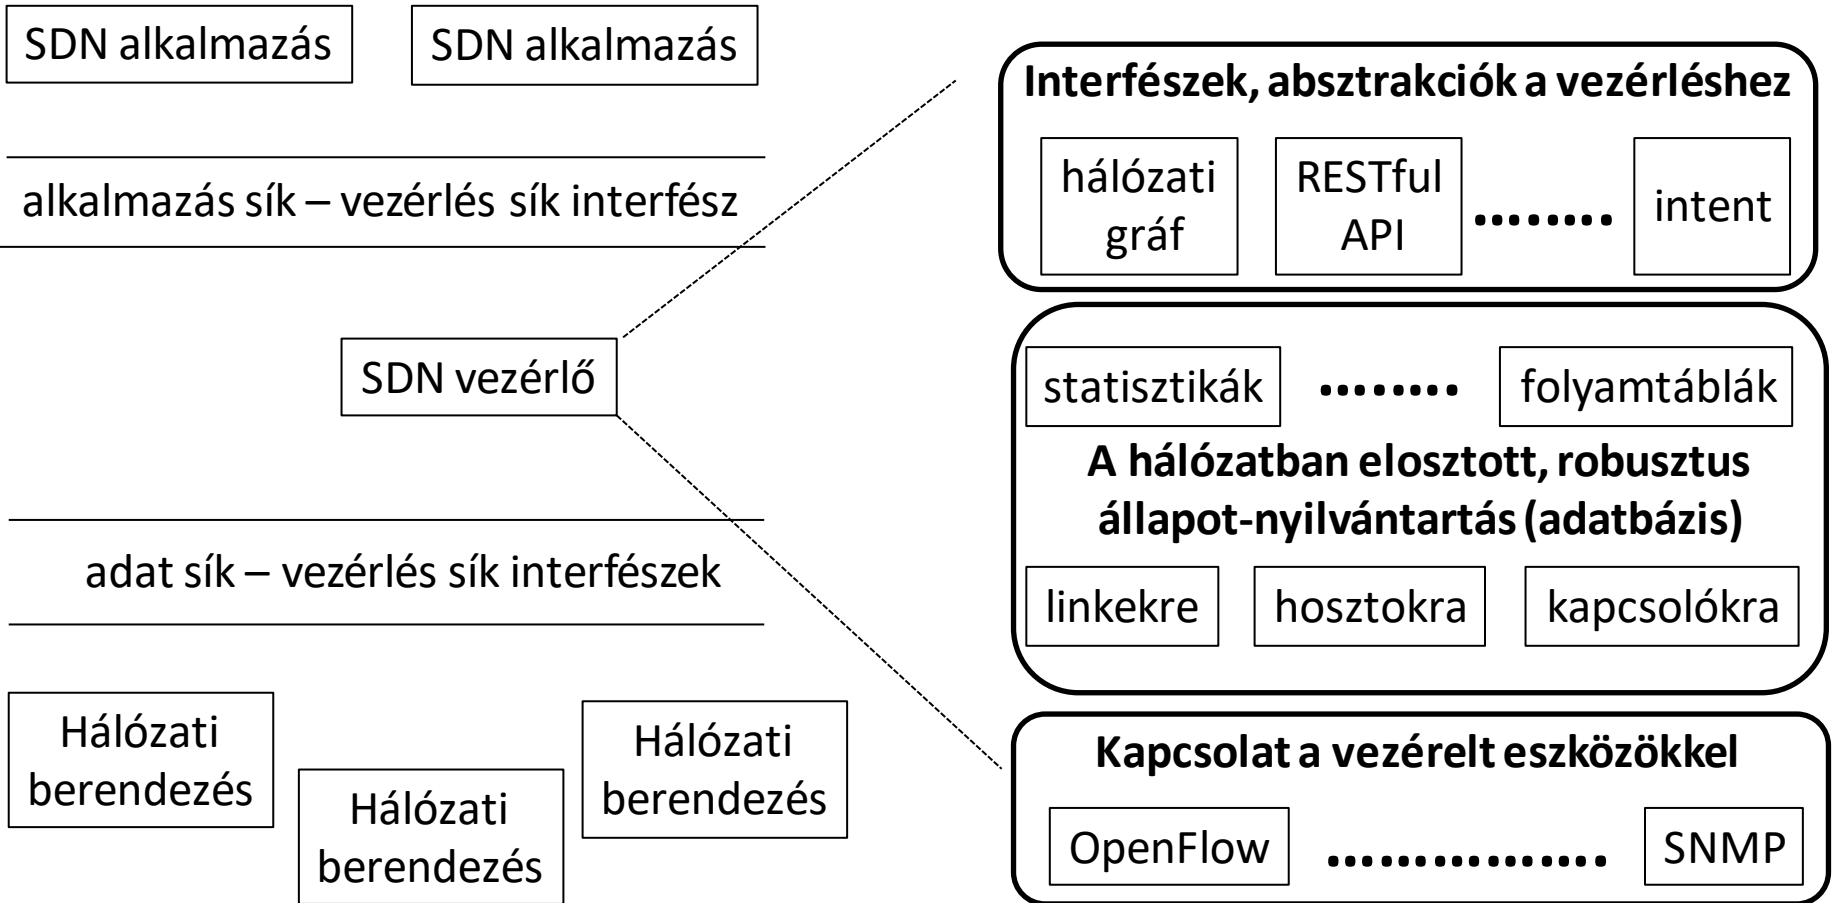 SDN alkalmazás
SDN alkalmazás
alkalmazás sík – vezérlés sík interfész
SDN vezérlő
adat sík – vezérlés sík interfészek
Hálózati
berendezés
Hálózati
berendezés
Hálózati
berendezés
Interfészek, absztrakciók a vezérléshez
hálózati
gráf
RESTful
API
........
intent
statisztikák
........
folyamtáblák
A hálózatban elosztott, robusztus
állapot-nyilvántartás (adatbázis)
linkekre
hosztokra
kapcsolókra
Kapcsolat a vezérelt eszközökkel
OpenFlow
................
SNMP